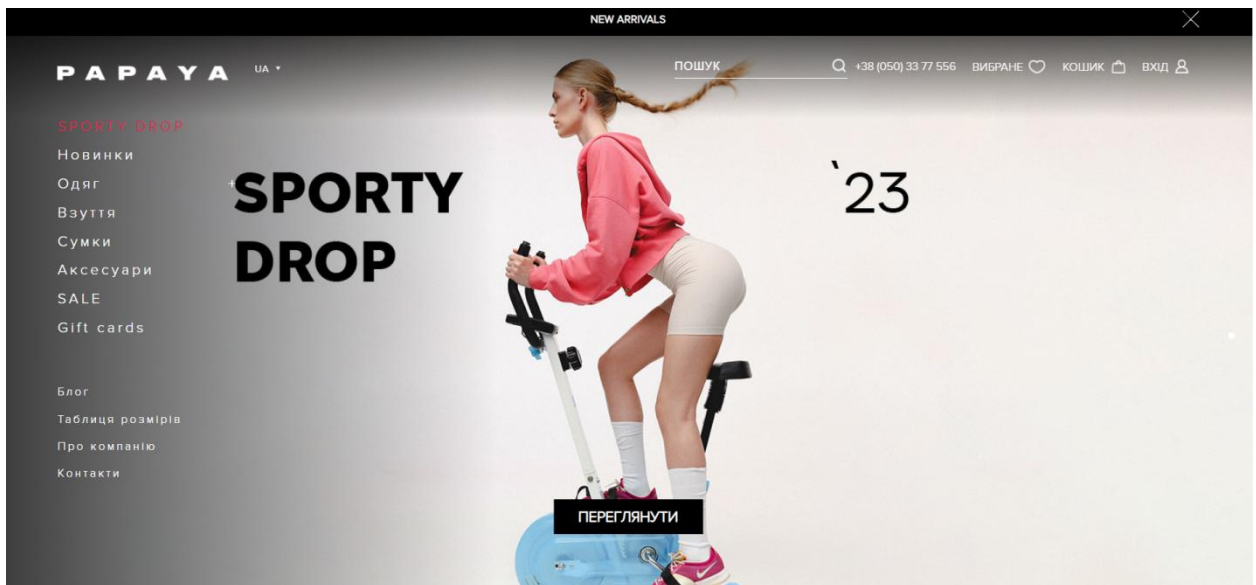 NEW ARRIVALS
PAPAYA UA ПОШУК +38 (050) 33 77 556 ВИБРАНЕ КОШИК ВХІД
SPORTY DROP
Новинки
Одяг +
Взуття
Сумки
Аксесуари
SALE
Gift cards
Блог
Таблиця розмірів
Про компанію
Контакти
SPORTY `23
DROP
ПЕРЕГЛЯНУТИ